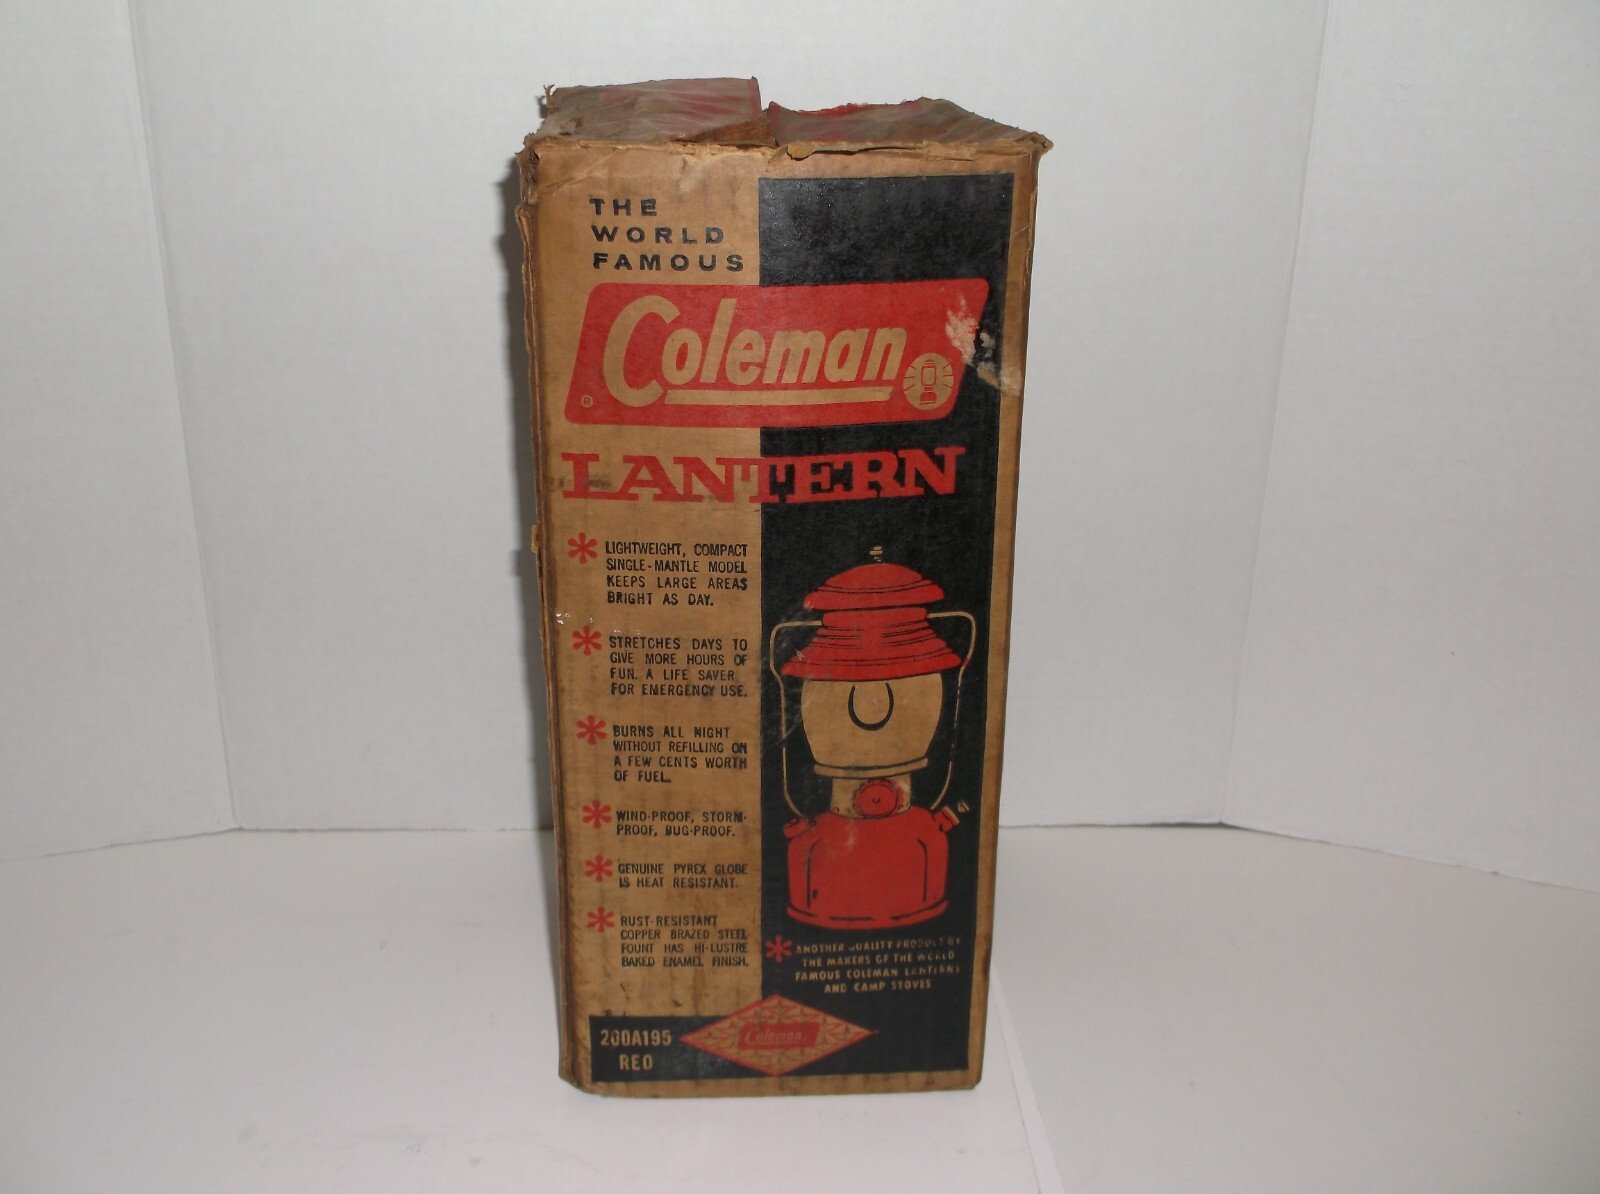 THE
WORLD
FAMOUS
Coleman
®
LANTERN
* LIGHTWEIGHT, COMPACT
SINGLE-MANTLE MODEL
KEEPS LARGE AREAS
BRIGHT AS DAY.
* STRETCHES DAYS TO
GIVE MORE HOURS OF
FUN. A LIFE SAVER
FOR EMERGENCY USE.
* BURNS ALL NIGHT
WITHOUT REFILLING ON
A FEW CENTS WORTH
OF FUEL.
* WIND-PROOF, STORM-
PROOF, BUG-PROOF.
* GENUINE PYREX GLOBE
IS HEAT RESISTANT.
* RUST-RESISTANT
COPPER BRAZED STEEL
FOUNT HAS HI-LUSTRE
BAKED ENAMEL FINISH.
* ANOTHER QUALITY PRODUCT BY
THE MAKERS OF THE WORLD
FAMOUS COLEMAN LANTERNS
AND CAMP STOVES
200A195
RED
Coleman